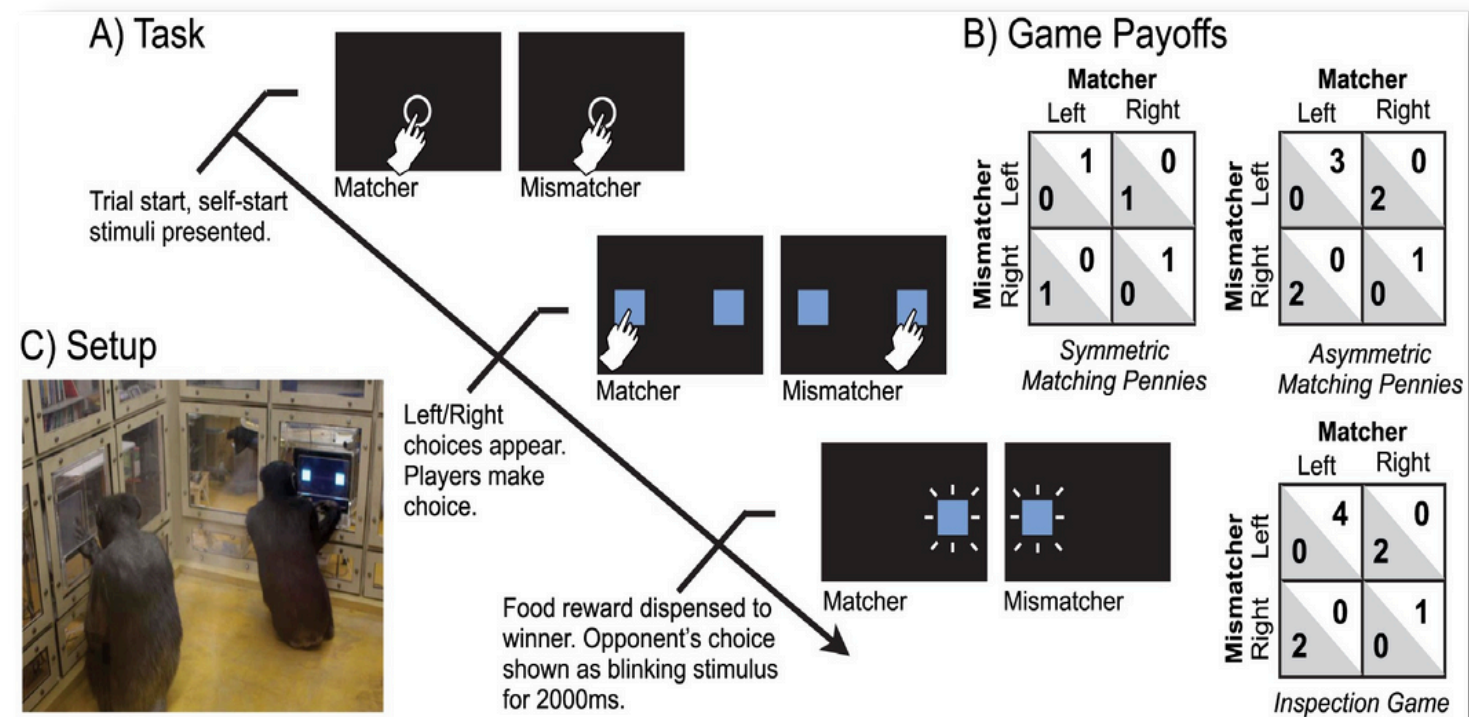 A) Task
Matcher
Mismatcher
Trial start, self-start
stimuli presented.
Matcher
Mismatcher
Left/Right
choices appear.
Players make
choice.
Matcher
Mismatcher
Food reward dispensed to
winner. Opponent's choice
shown as blinking stimulus
for 2000ms.
B) Game Payoffs
Matcher
Left Right
Mismatcher
Left
Right
1 0
0 1
0 1
1 0
Symmetric
Matching Pennies
Matcher
Left Right
Mismatcher
Left
Right
3 0
0 2
0 1
2 0
Asymmetric
Matching Pennies
Matcher
Left Right
Mismatcher
Left
Right
4 0
0 2
0 1
2 0
Inspection Game
C) Setup